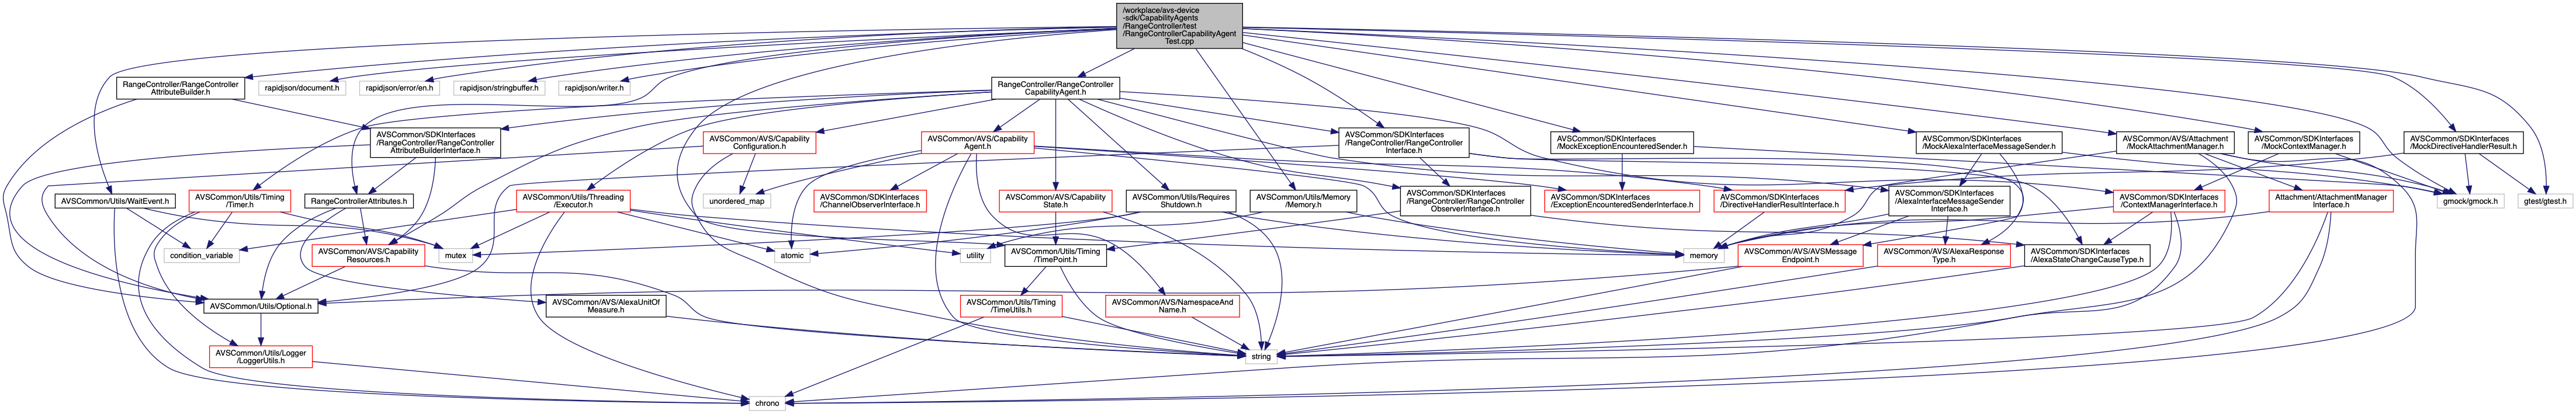 /workplace/avs-device
-sdk/CapabilityAgents
/RangeController/test
/RangeControllerCapabilityAgent
Test.cpp
RangeController/RangeController
AttributeBuilder.h
rapidjson/document.h
rapidjson/error/en.h
rapidjson/stringbuffer.h
rapidjson/writer.h
RangeController/RangeController
CapabilityAgent.h
AVSCommon/SDKInterfaces
/RangeController/RangeController
AttributeBuilderInterface.h
AVSCommon/AVS/Capability
Configuration.h
AVSCommon/AVS/Capability
Agent.h
AVSCommon/SDKInterfaces
/RangeController/RangeController
Interface.h
AVSCommon/SDKInterfaces
/MockExceptionEncounteredSender.h
AVSCommon/SDKInterfaces
/MockAlexaInterfaceMessageSender.h
AVSCommon/AVS/Attachment
/MockAttachmentManager.h
AVSCommon/SDKInterfaces
/MockContextManager.h
AVSCommon/SDKInterfaces
/MockDirectiveHandlerResult.h
AVSCommon/Utils/WaitEvent.h
AVSCommon/Utils/Timing
/Timer.h
RangeControllerAttributes.h
AVSCommon/Utils/Threading
/Executor.h
unordered_map
AVSCommon/SDKInterfaces
/ChannelObserverInterface.h
AVSCommon/AVS/Capability
State.h
AVSCommon/Utils/Requires
Shutdown.h
AVSCommon/Utils/Memory
/Memory.h
AVSCommon/SDKInterfaces
/RangeController/RangeController
ObserverInterface.h
AVSCommon/SDKInterfaces
/ExceptionEncounteredSenderInterface.h
AVSCommon/SDKInterfaces
/DirectiveHandlerResultInterface.h
AVSCommon/SDKInterfaces
/AlexaInterfaceMessageSender
Interface.h
AVSCommon/SDKInterfaces
/ContextManagerInterface.h
Attachment/AttachmentManager
Interface.h
gmock/gmock.h
gtest/gtest.h
condition_variable
AVSCommon/AVS/Capability
Resources.h
mutex
atomic
utility
AVSCommon/Utils/Timing
/TimePoint.h
memory
AVSCommon/AVS/AVSMessage
Endpoint.h
AVSCommon/AVS/AlexaResponse
Type.h
AVSCommon/SDKInterfaces
/AlexaStateChangeCauseType.h
AVSCommon/Utils/Optional.h
AVSCommon/AVS/AlexaUnitOf
Measure.h
AVSCommon/Utils/Timing
/TimeUtils.h
AVSCommon/AVS/NamespaceAnd
Name.h
AVSCommon/Utils/Logger
/LoggerUtils.h
string
chrono